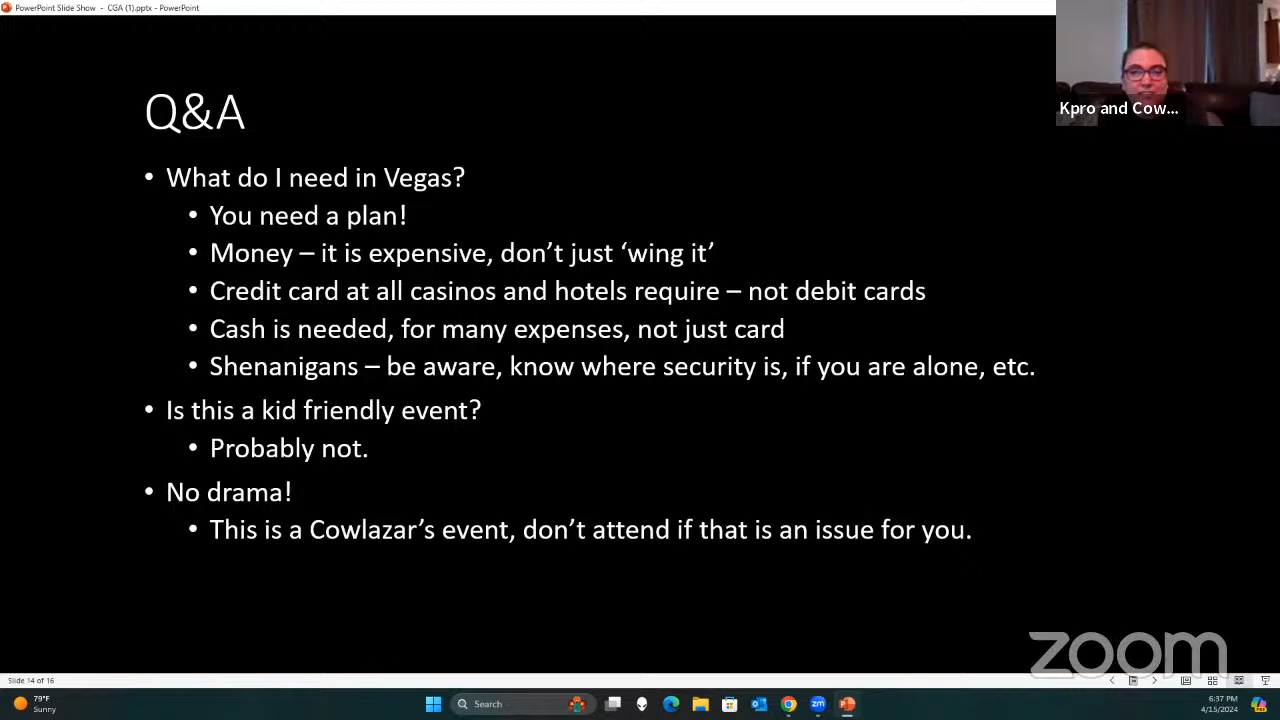 PowerPoint Slide Show - CGA (1).pptx - PowerPoint
Kpro and Cow...
Q&A
• What do I need in Vegas?
• You need a plan!
• Money – it is expensive, don’t just ‘wing it’
• Credit card at all casinos and hotels require – not debit cards
• Cash is needed, for many expenses, not just card
• Shenanigans – be aware, know where security is, if you are alone, etc.
• Is this a kid friendly event?
• Probably not.
• No drama!
• This is a Cowlazar’s event, don’t attend if that is an issue for you.
zoom
Slide 14 of 16
79°F
Sunny
Search
zm
6:37 PM
4/15/2024